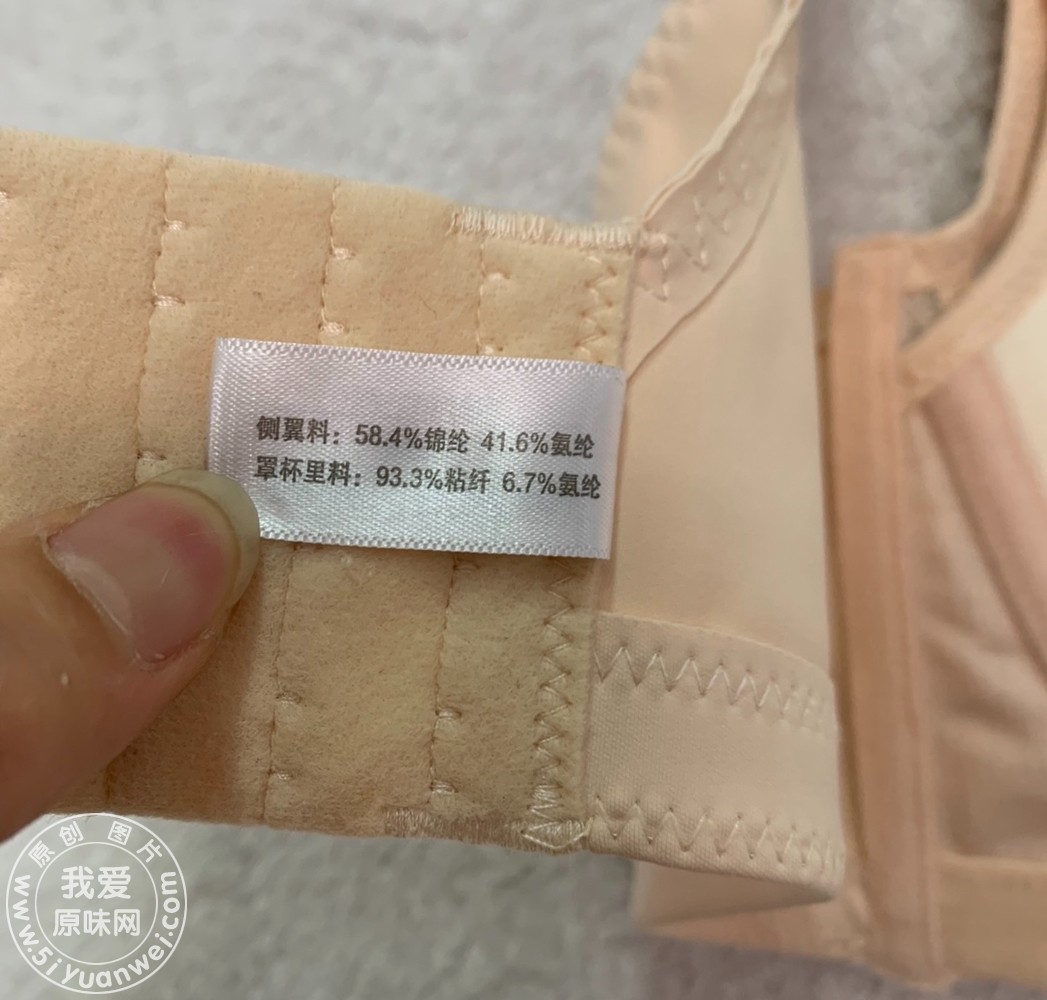 侧翼料：58.4%锦纶 41.6%氨纶
罩杯里料：93.3%粘纤 6.7%氨纶
原创图片
我爱
原味网
www.5iyuanwei.com